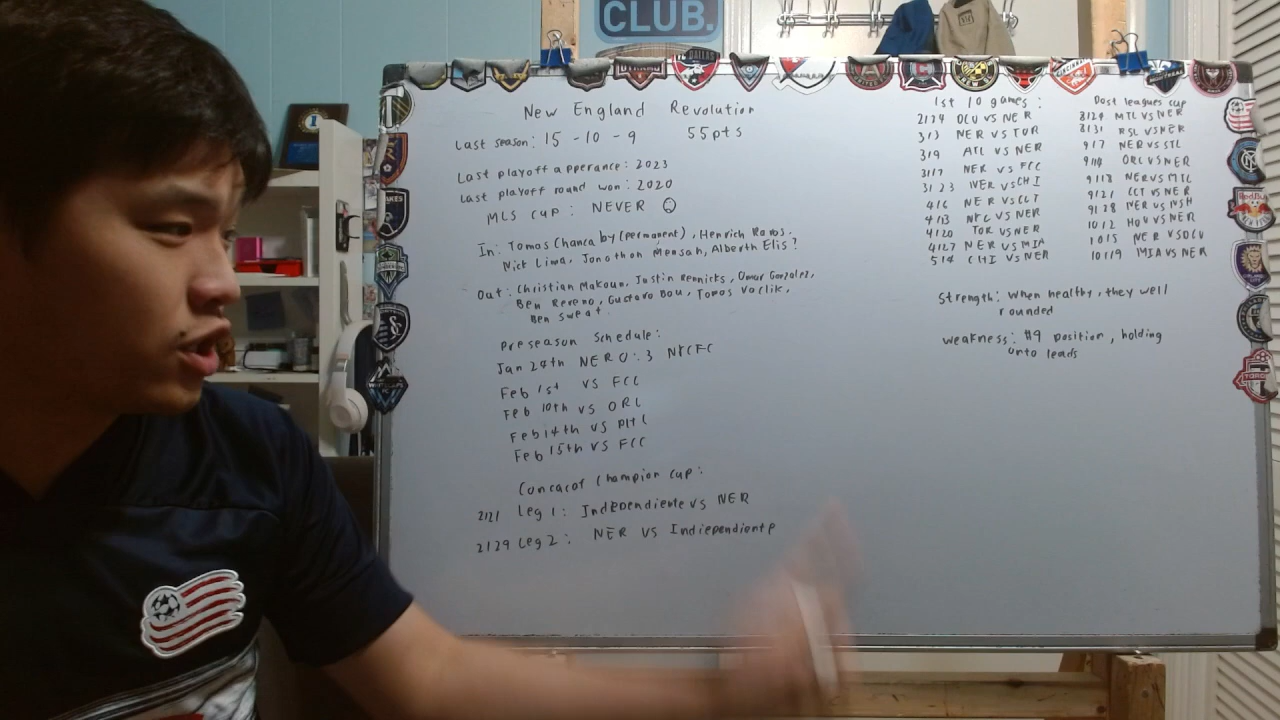 CLUB.
New England Revolution
Last season: 15 - 10 - 9 55pts
Last playoff apperance: 2023
Last playoff round won: 2020
MLS CUP: NEVER
In: Tomas Chancalay (permanent), Henrich Ravas,
Nick Lima, Jonathan Mensah, Alberth Elis?
Out: Christian Makoun, Justin Rennicks, Omar Gonzalez,
Ben Reveno, Gustavo Bou, Tomas Vaclik,
Ben Sweat.
Preseason Schedule:
Jan 24th NER 0:3 NYCFC
Feb 1st vs FCC
Feb 10th vs ORL
Feb 14th vs PHL
Feb 15th vs FCC
Concacaf Champion Cup:
2/21 Leg 1: Independiente vs NER
2/29 Leg 2: NER vs Indiependiente
1st 10 games:
2/24 DCU vs NER
3/3 NER vs TOR
3/9 ATL vs NER
3/17 NER vs FCC
3/23 NER vs CHI
4/6 NER vs CLT
4/13 NYC vs NER
4/20 TOR vs NER
4/27 NER vs MIA
5/4 CHI vs NER
Post leagues cup
8/24 MTL vs NER
8/31 RSL vs NER
9/7 NER vs STL
ORL vs NER
9/18 NER vs MTL
9/21 CLT vs NER
9/28 NER vs NSH
10/2 HOU vs NER
10/5 NER vs DCU
10/19 MIA vs NER
Strength: When healthy, they well
rounded
weakness: #9 position, holding
onto leads